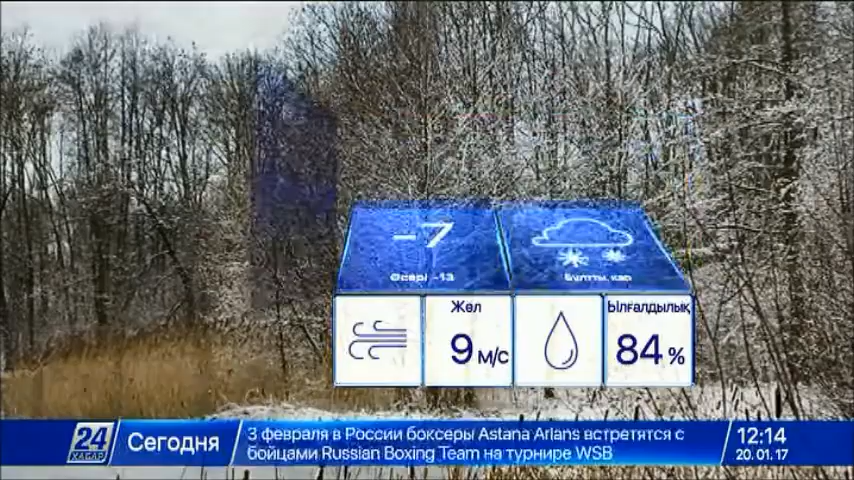 -7
Әсері -13
Бұлтты, қар
Жел
9 м/с
Ылғалдылық
84 %
24
ХАБАР
Сегодня
3 февраля в России боксеры Astana Arlans встретятся с
бойцами Russian Boxing Team на турнире WSB
12:14
20.01.17